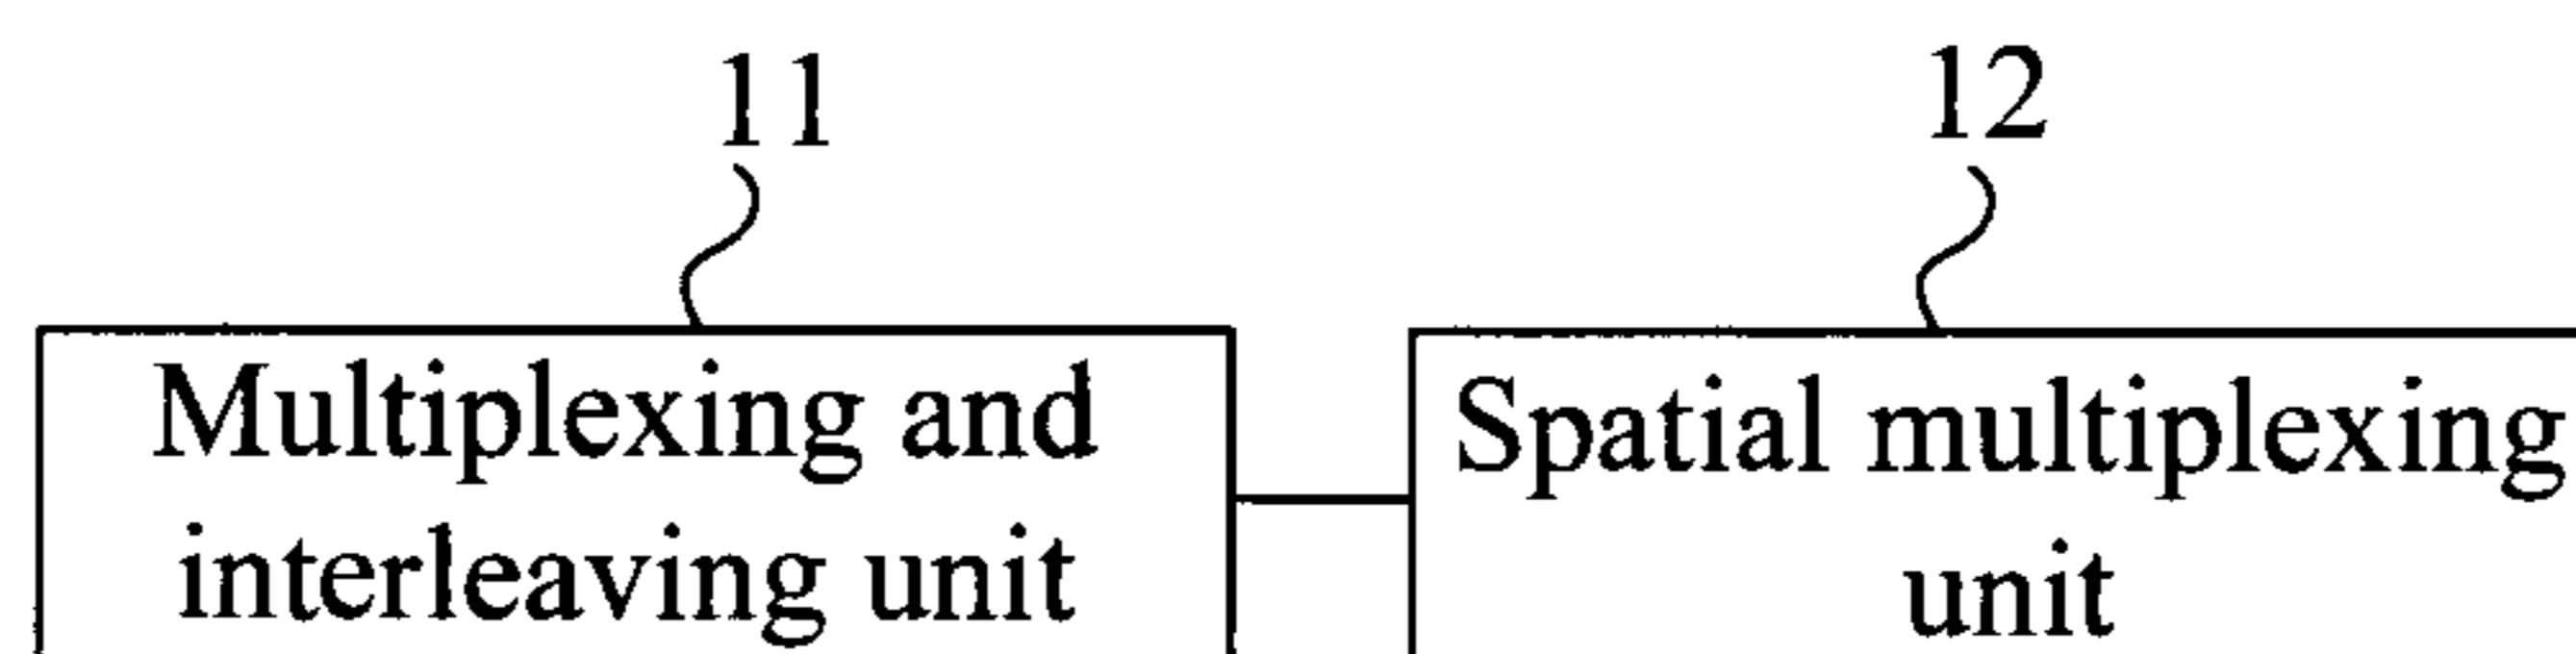 11
12
Multiplexing and
interleaving unit
Spatial multiplexing
unit